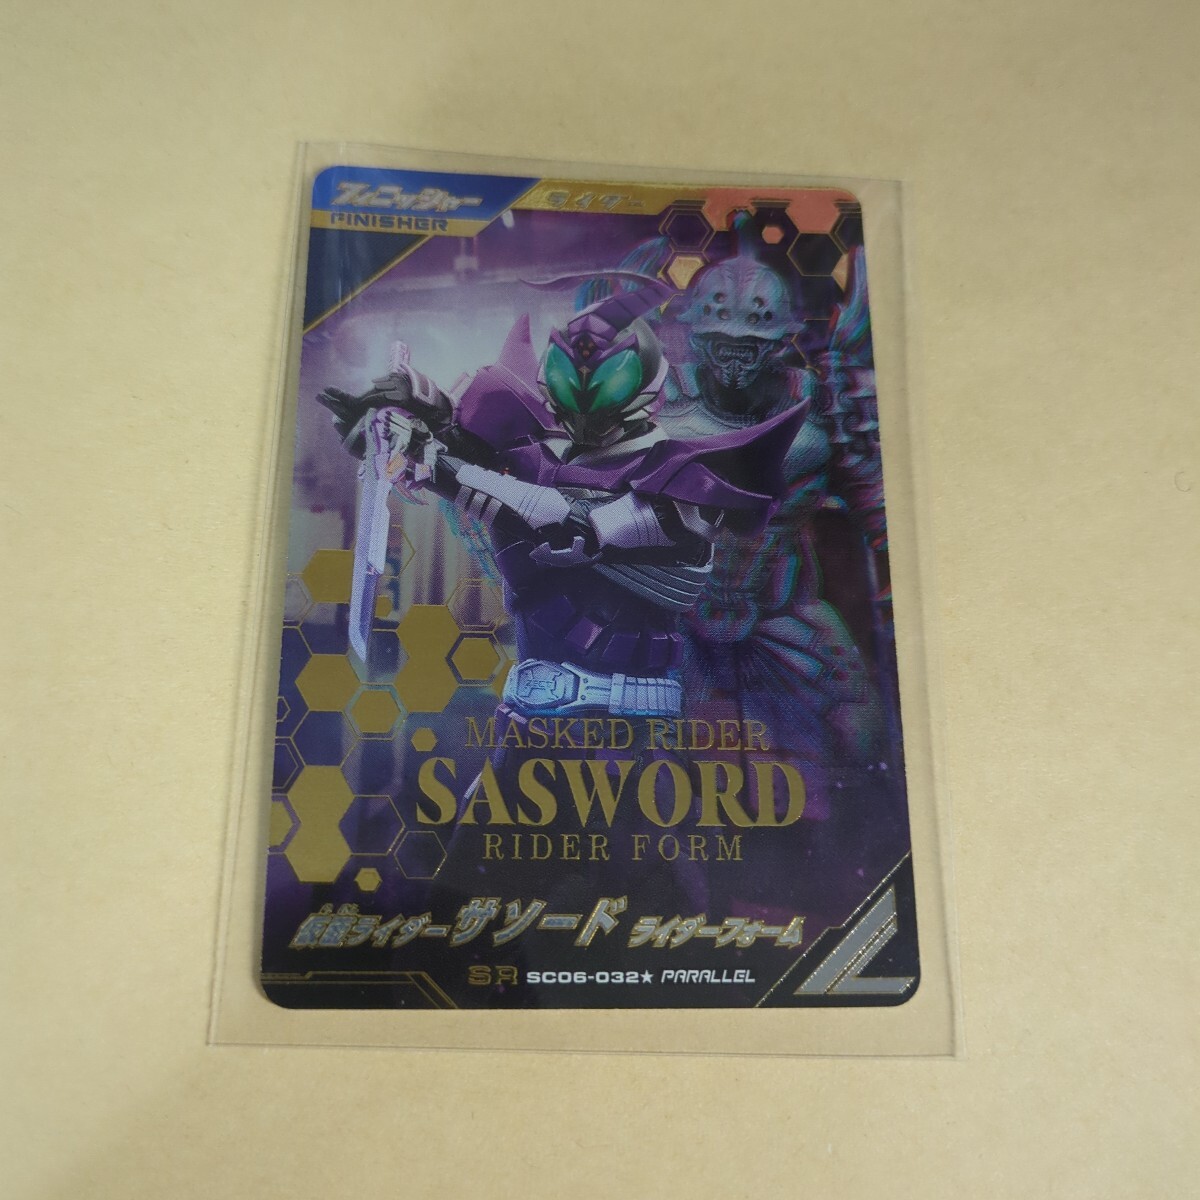 フィニッシャー
FINISHER
ライダー
MASKED RIDER
SASWORD
RIDER FORM
仮面ライダーサソード ライダーフォーム
SR SC06-032★ PARALLEL